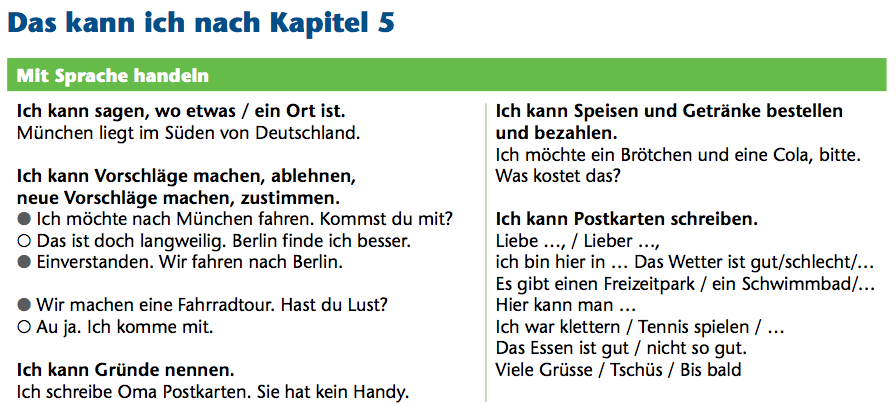 Das kann ich nach Kapitel 5
Mit Sprache handeln
Ich kann sagen, wo etwas / ein Ort ist.
München liegt im Süden von Deutschland.
Ich kann Vorschläge machen, ablehnen,
neue Vorschläge machen, zustimmen.
● Ich möchte nach München fahren. Kommst du mit?
○ Das ist doch langweilig. Berlin finde ich besser.
● Einverstanden. Wir fahren nach Berlin.
● Wir machen eine Fahrradtour. Hast du Lust?
○ Au ja. Ich komme mit.
Ich kann Gründe nennen.
Ich schreibe Oma Postkarten. Sie hat kein Handy.
Ich kann Speisen und Getränke bestellen
und bezahlen.
Ich möchte ein Brötchen und eine Cola, bitte.
Was kostet das?
Ich kann Postkarten schreiben.
Liebe …, / Lieber …,
ich bin hier in … Das Wetter ist gut/schlecht/…
Es gibt einen Freizeitpark / ein Schwimmbad/…
Hier kann man …
Ich war klettern / Tennis spielen / …
Das Essen ist gut / nicht so gut.
Viele Grüsse / Tschüs / Bis bald